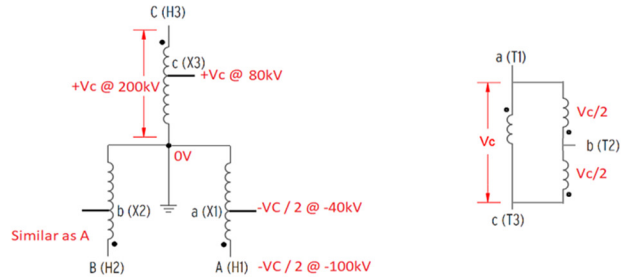 C (H3)
c (X3)
+Vc @ 80kV
+Vc @ 200kV
0V
b (X2)
a (X1)
-VC / 2 @ -40kV
Similar as A
B (H2)
A (H1)
-VC / 2 @ -100kV
a (T1)
Vc/2
Vc
b (T2)
Vc/2
c (T3)